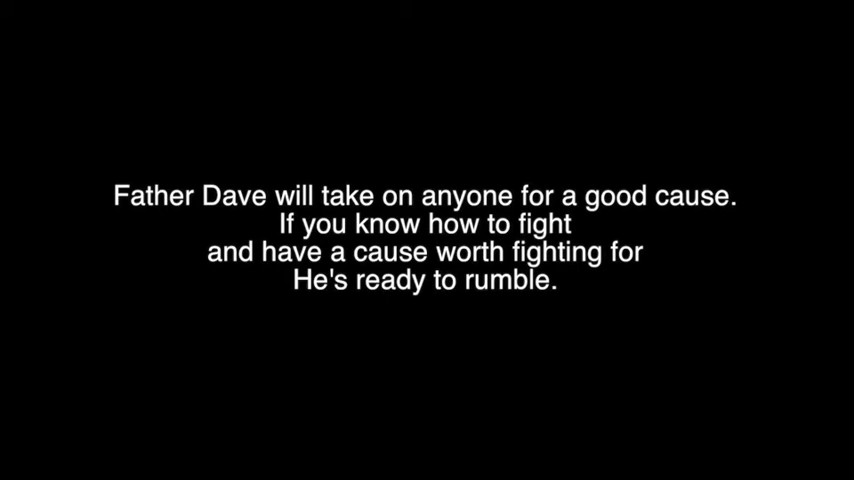 Father Dave will take on anyone for a good cause.
If you know how to fight
and have a cause worth fighting for
He's ready to rumble.